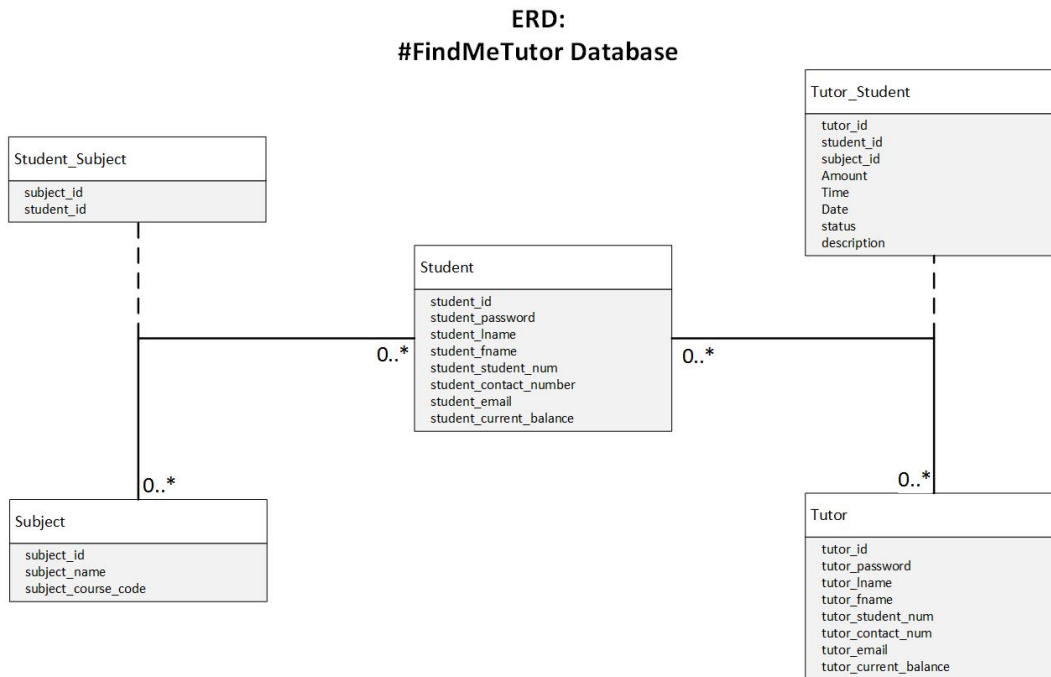 ERD:
#FindMeTutor Database
Tutor_Student
tutor_id
student_id
subject_id
Amount
Time
Date
status
description
Student_Subject
subject_id
student_id
Student
student_id
student_password
student_lname
student_fname
student_student_num
student_contact_number
student_email
student_current_balance
0..*
0..*
0..*
0..*
Subject
subject_id
subject_name
subject_course_code
Tutor
tutor_id
tutor_password
tutor_lname
tutor_fname
tutor_student_num
tutor_contact_num
tutor_email
tutor_current_balance